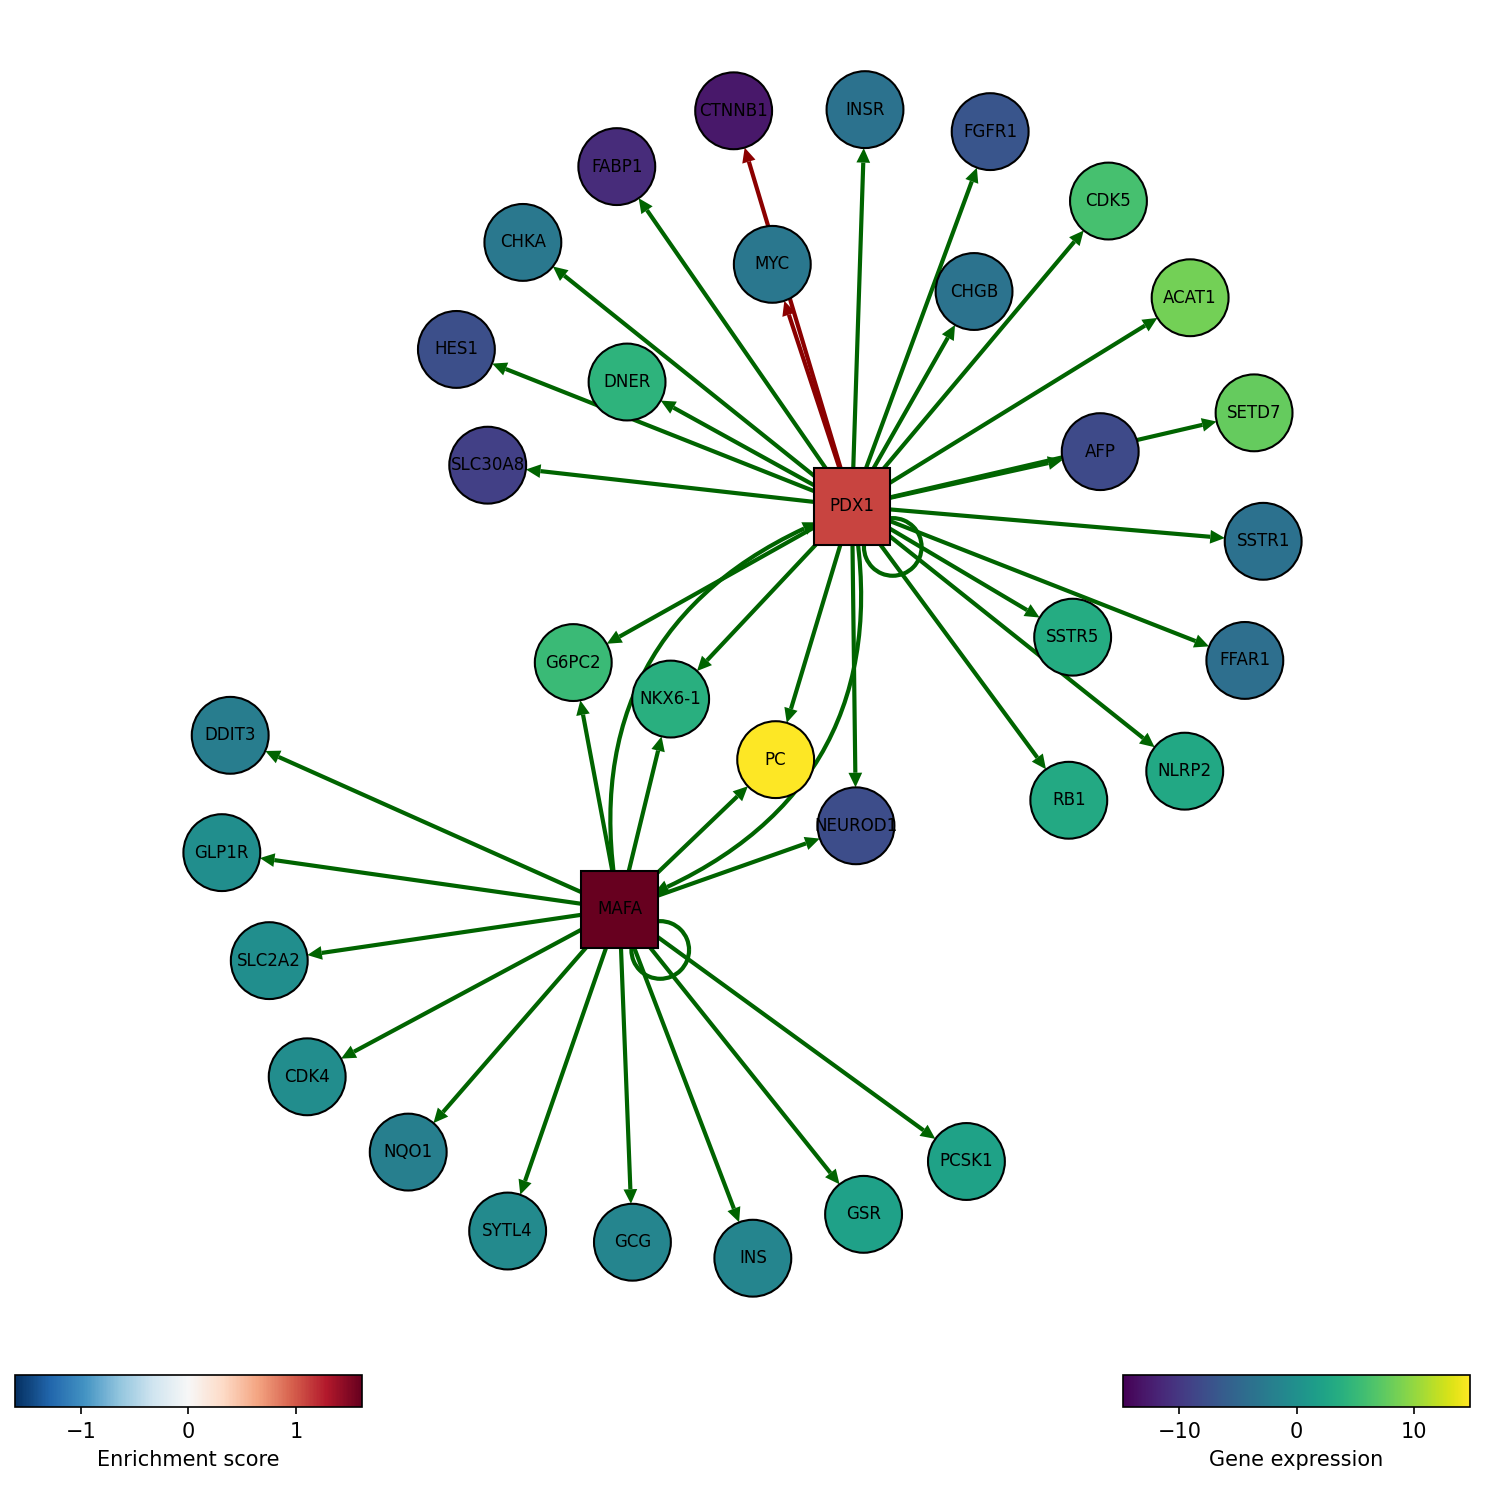 CTNNB1
INSR
FGFR1
FABP1
CDK5
CHKA
MYC
CHGB
ACAT1
HES1
DNER
SETD7
AFP
SLC30A8
PDX1
SSTR1
SSTR5
G6PC2
FFAR1
NKX6-1
DDIT3
PC
NLRP2
RB1
NEUROD1
GLP1R
MAFA
SLC2A2
CDK4
NQO1
PCSK1
GSR
SYTL4
GCG
INS
−1 0 1
Enrichment score
−10 0 10
Gene expression